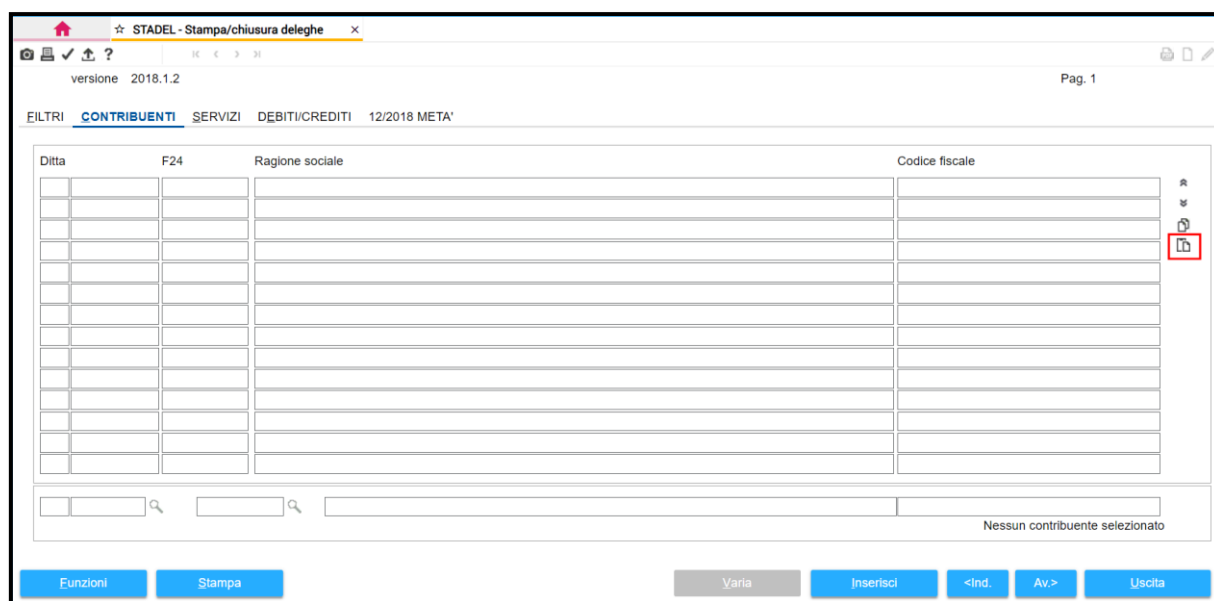 ☆ STADEL - Stampa/chiusura deleghe ×
?
versione 2018.1.2 Pag. 1
FILTRI CONTRIBUENTI SERVIZI DEBITI/CREDITI 12/2018 META'
Ditta F24 Ragione sociale Codice fiscale
Nessun contribuente selezionato
Funzioni Stampa Varia Inserisci <Ind. Av.> Uscita